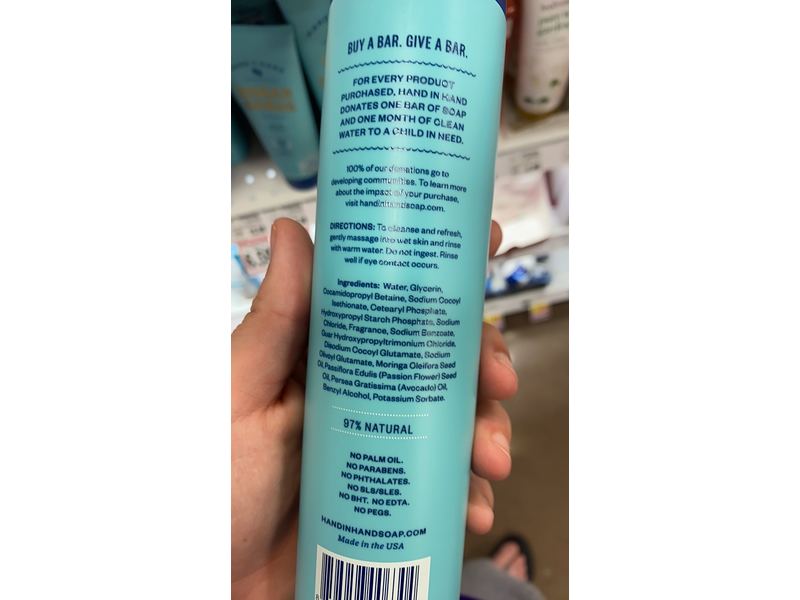 BUY A BAR. GIVE A BAR.
FOR EVERY PRODUCT
PURCHASED, HAND IN HAND
DONATES ONE BAR OF SOAP
AND ONE MONTH OF CLEAN
WATER TO A CHILD IN NEED.
100% of our donations go to
developing communities. To learn more
about the impact of your purchase,
visit handinhandsoap.com.
DIRECTIONS: To cleanse and refresh,
gently massage into wet skin and rinse
with warm water. Do not ingest. Rinse
well if eye contact occurs.
Ingredients: Water, Glycerin,
Cocamidopropyl Betaine, Sodium Cocoyl
Isethionate, Cetearyl Phosphate,
Hydroxypropyl Starch Phosphate, Sodium
Chloride, Fragrance, Sodium Benzoate,
Guar Hydroxypropyltrimonium Chloride,
Disodium Cocoyl Glutamate, Sodium
Olivoyl Glutamate, Moringa Oleifera Seed
Oil, Passiflora Edulis (Passion Flower) Seed
Oil, Persea Gratissima (Avocado) Oil,
Benzyl Alcohol, Potassium Sorbate.
97% NATURAL
NO PALM OIL.
NO PARABENS.
NO PHTHALATES.
NO SLS/SLES.
NO BHT. NO EDTA.
NO PEGS.
HANDINHANDSOAP.COM
Made in the USA